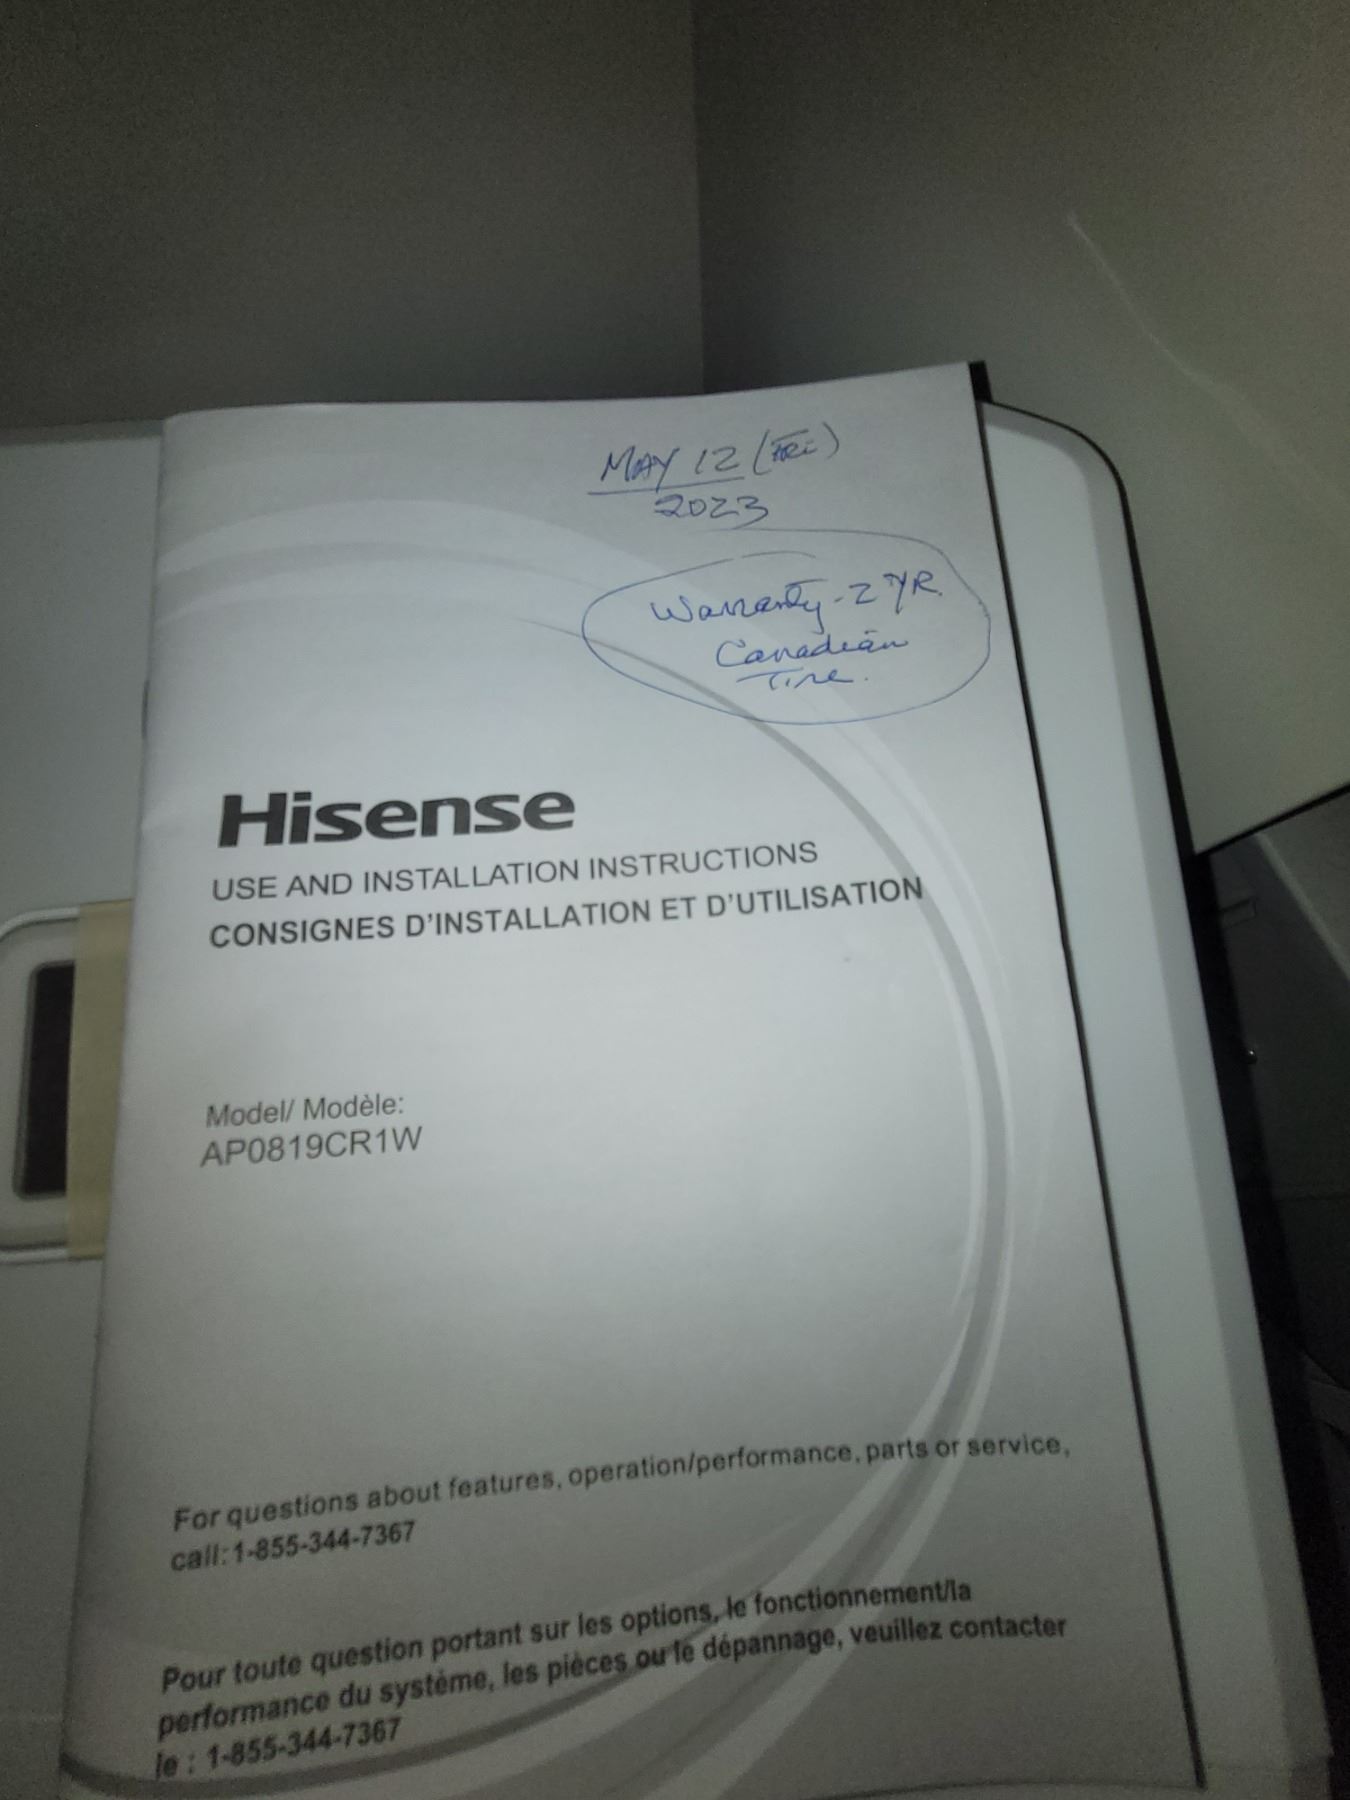 MAY 12 (FRI)
2023
Warranty - 2 YR.
Canadian
Tire.
Hisense
USE AND INSTALLATION INSTRUCTIONS
CONSIGNES D'INSTALLATION ET D'UTILISATION
Model/ Modèle:
AP0819CR1W
For questions about features, operation/performance, parts or service,
call:1-855-344-7367
Pour toute question portant sur les options, le fonctionnement/la
performance du système, les pièces ou le dépannage, veuillez contacter
le : 1-855-344-7367